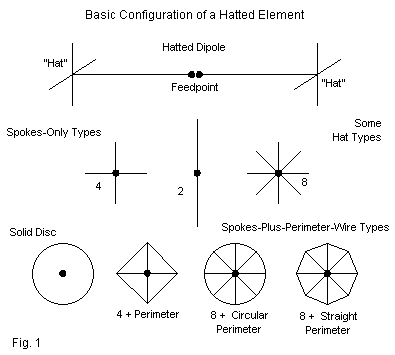 Basic Configuration of a Hatted Element
Hatted Dipole
"Hat"
Feedpoint
"Hat"
Some
Hat Types
Spokes-Only Types
4
2
8
Solid Disc
Spokes-Plus-Perimeter-Wire Types
4 + Perimeter
8 + Circular
Perimeter
8 + Straight
Perimeter
Fig. 1